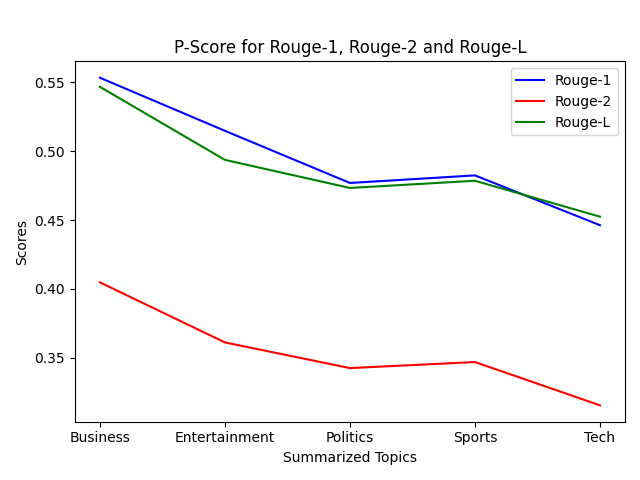 P-Score for Rouge-1, Rouge-2 and Rouge-L
Rouge-1
Rouge-2
Rouge-L
0.55
0.50
0.45
0.40
0.35
Scores
Business Entertainment Politics Sports Tech
Summarized Topics